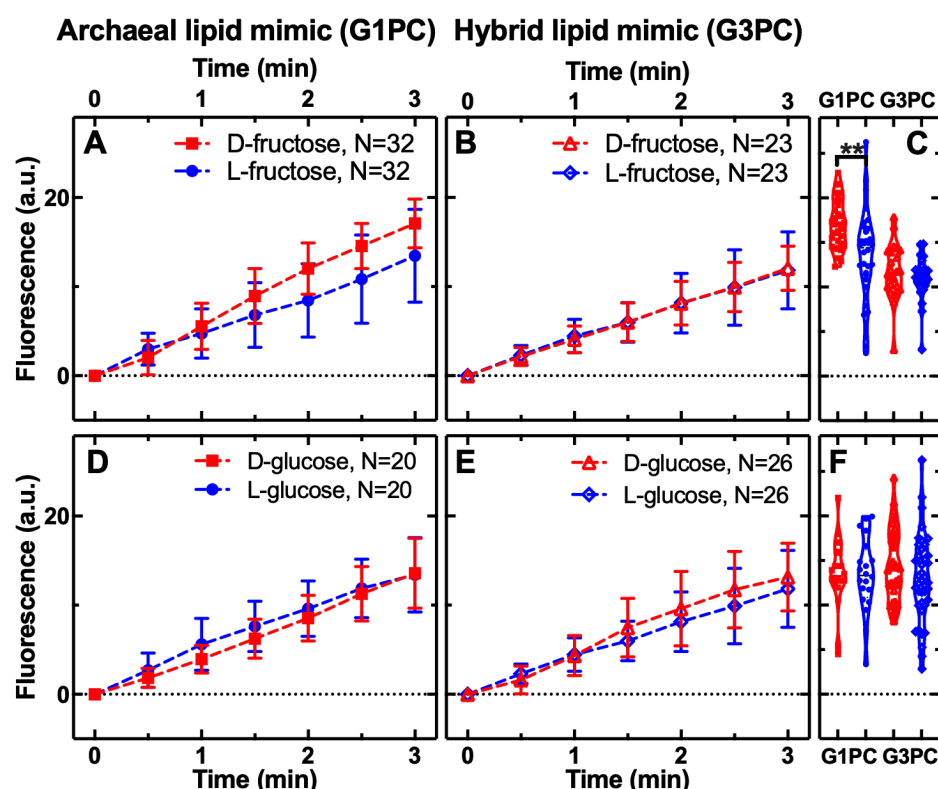 Archaeal lipid mimic (G1PC) Hybrid lipid mimic (G3PC)
Time (min) Time (min)
0 1 2 3 0 1 2 3 G1PC G3PC
A D-fructose, N=32 B D-fructose, N=23 ** C
L-fructose, N=32 L-fructose, N=23
Fluorescence (a.u.)
20
0
D D-glucose, N=20 E D-glucose, N=26 F
L-glucose, N=20 L-glucose, N=26
Fluorescence (a.u.)
20
0
0 1 2 3 0 1 2 3 G1PC G3PC
Time (min) Time (min)